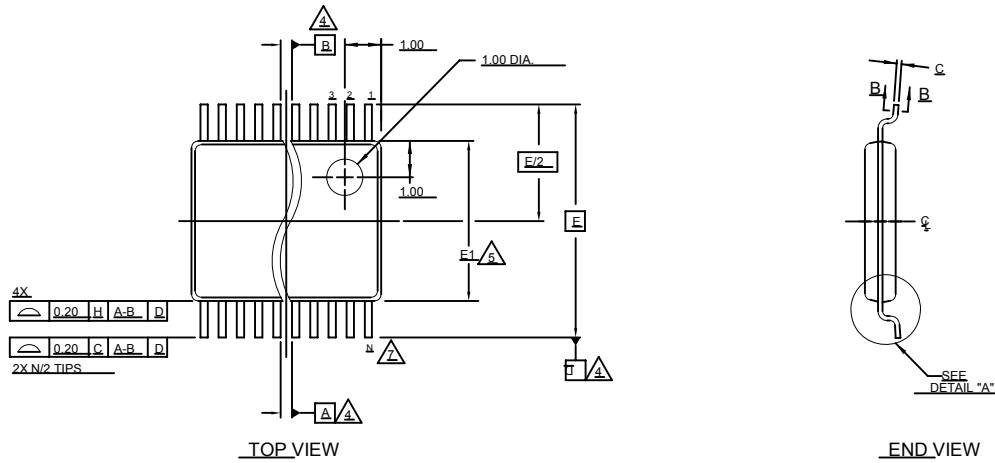 4
B
1.00
1.00 DIA.
3 2 1
C
B B
E/2
1.00
E
E1 5
4X
0.20 H A-B D
0.20 C A-B D
2X N/2 TIPS
N 7
D 4
A 4
SEE
DETAIL "A"
TOP VIEW
END VIEW